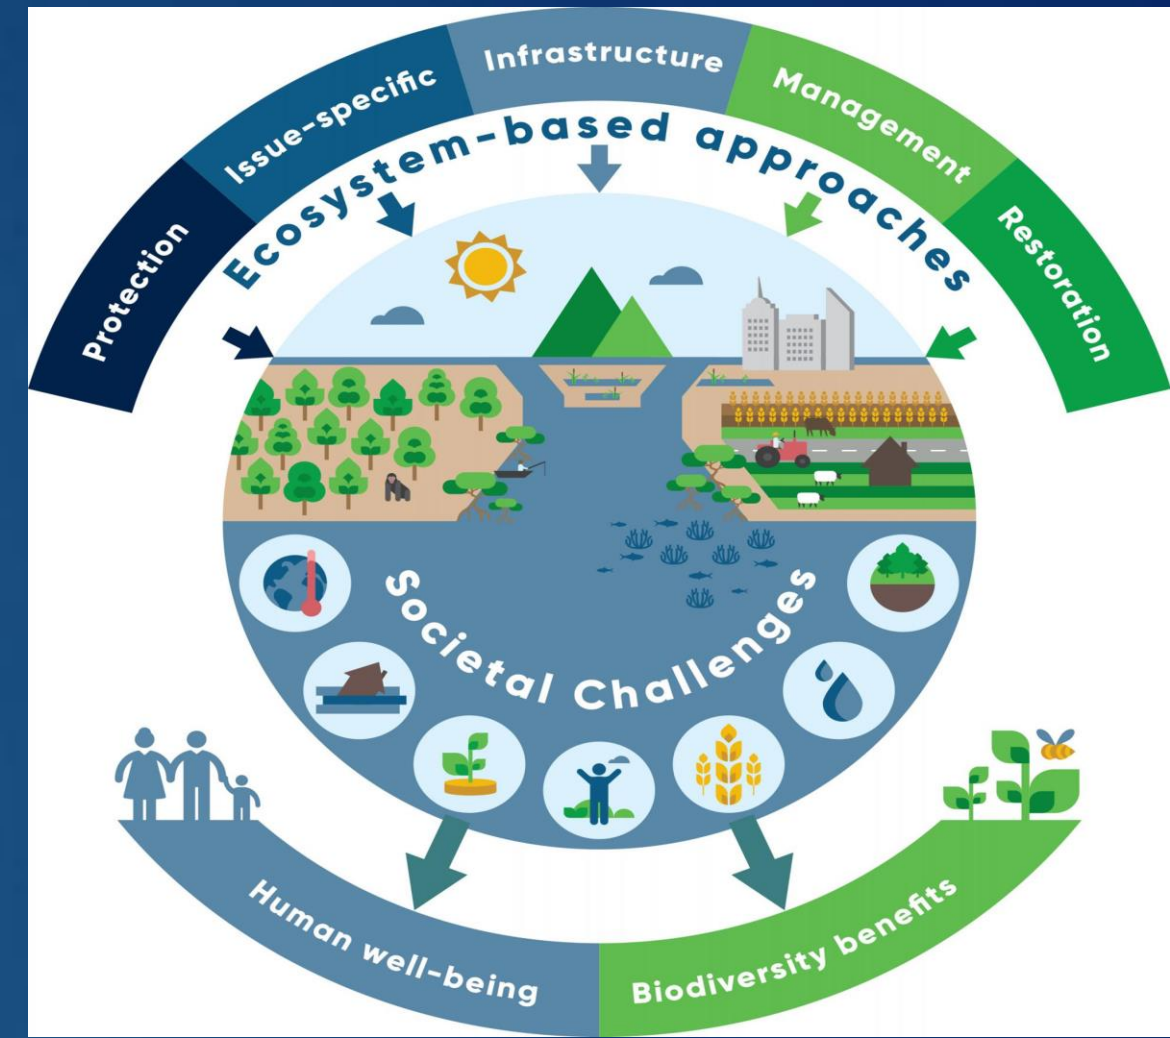 Protection
Issue-specific
Infrastructure
Management
Restoration
Ecosystem-based approaches
Societal Challenges
Human well-being
Biodiversity benefits